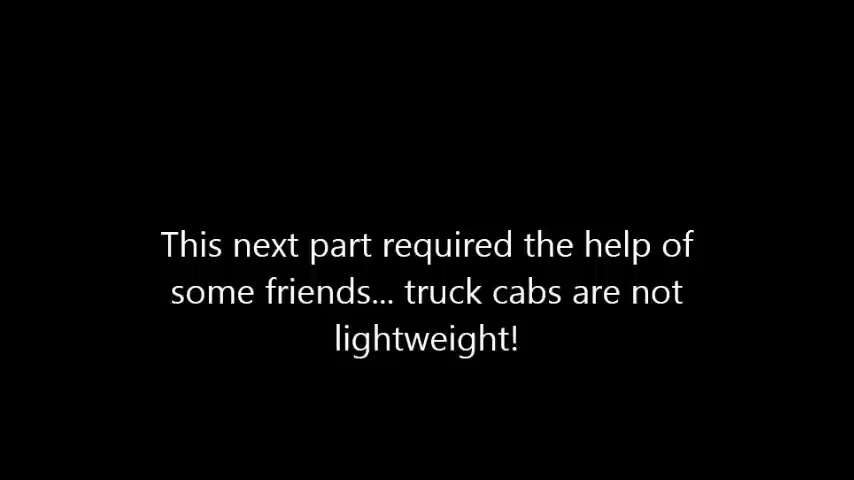 This next part required the help of
some friends... truck cabs are not
lightweight!